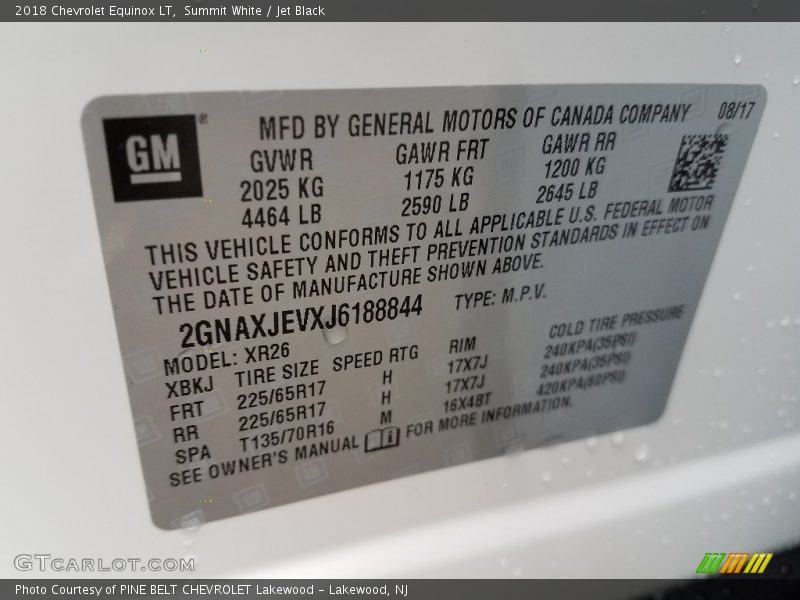 2018 Chevrolet Equinox LT,  Summit White / Jet Black
GM®
MFD BY GENERAL MOTORS OF CANADA COMPANY 08/17
GVWR GAWR FRT GAWR RR
2025 KG 1175 KG 1200 KG
4464 LB 2590 LB 2645 LB
THIS VEHICLE CONFORMS TO ALL APPLICABLE U.S. FEDERAL MOTOR
VEHICLE SAFETY AND THEFT PREVENTION STANDARDS IN EFFECT ON
THE DATE OF MANUFACTURE SHOWN ABOVE.
2GNAXJEVXJ6188844 TYPE: M.P.V.
MODEL: XR26
XBKJ TIRE SIZE SPEED RTG RIM COLD TIRE PRESSURE
FRT 225/65R17 H 17X7J 240KPA(35PSI)
RR 225/65R17 H 17X7J 240KPA(35PSI)
SPA T135/70R16 M 16X4BT 420KPA(60PSI)
SEE OWNER'S MANUAL FOR MORE INFORMATION.
GTCARLOT.COM
Photo Courtesy of PINE BELT CHEVROLET Lakewood - Lakewood, NJ